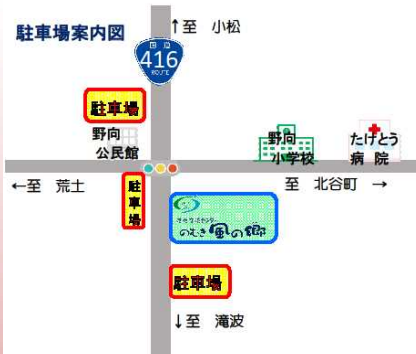 駐車場案内図
↑至 小松
国道
416
ROUTE
駐車場
野向
公民館
野向
小学校
たけとう
病院
←至 荒土
駐車場
至 北谷町 →
のむき風の郷
駐車場
↓至 滝波